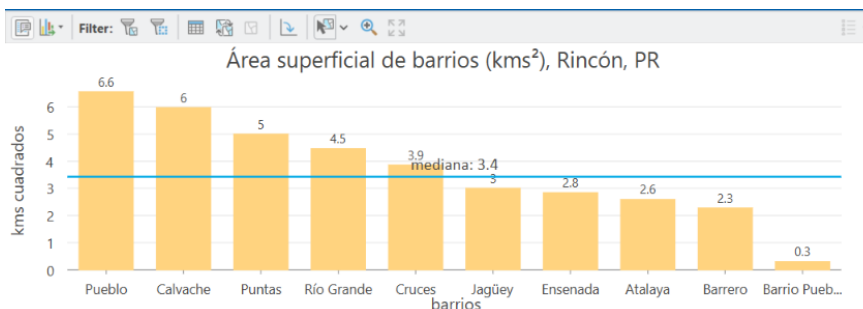 Filter:
Área superficial de barrios (kms²), Rincón, PR
kms cuadrados
6
5
4
3
2
1
0
6.6
6
5
4.5
3.9
mediana: 3.4
3
2.8
2.6
2.3
0.3
Pueblo Calvache Puntas Río Grande Cruces Jagüey Ensenada Atalaya Barrero Barrio Pueb...
barrios